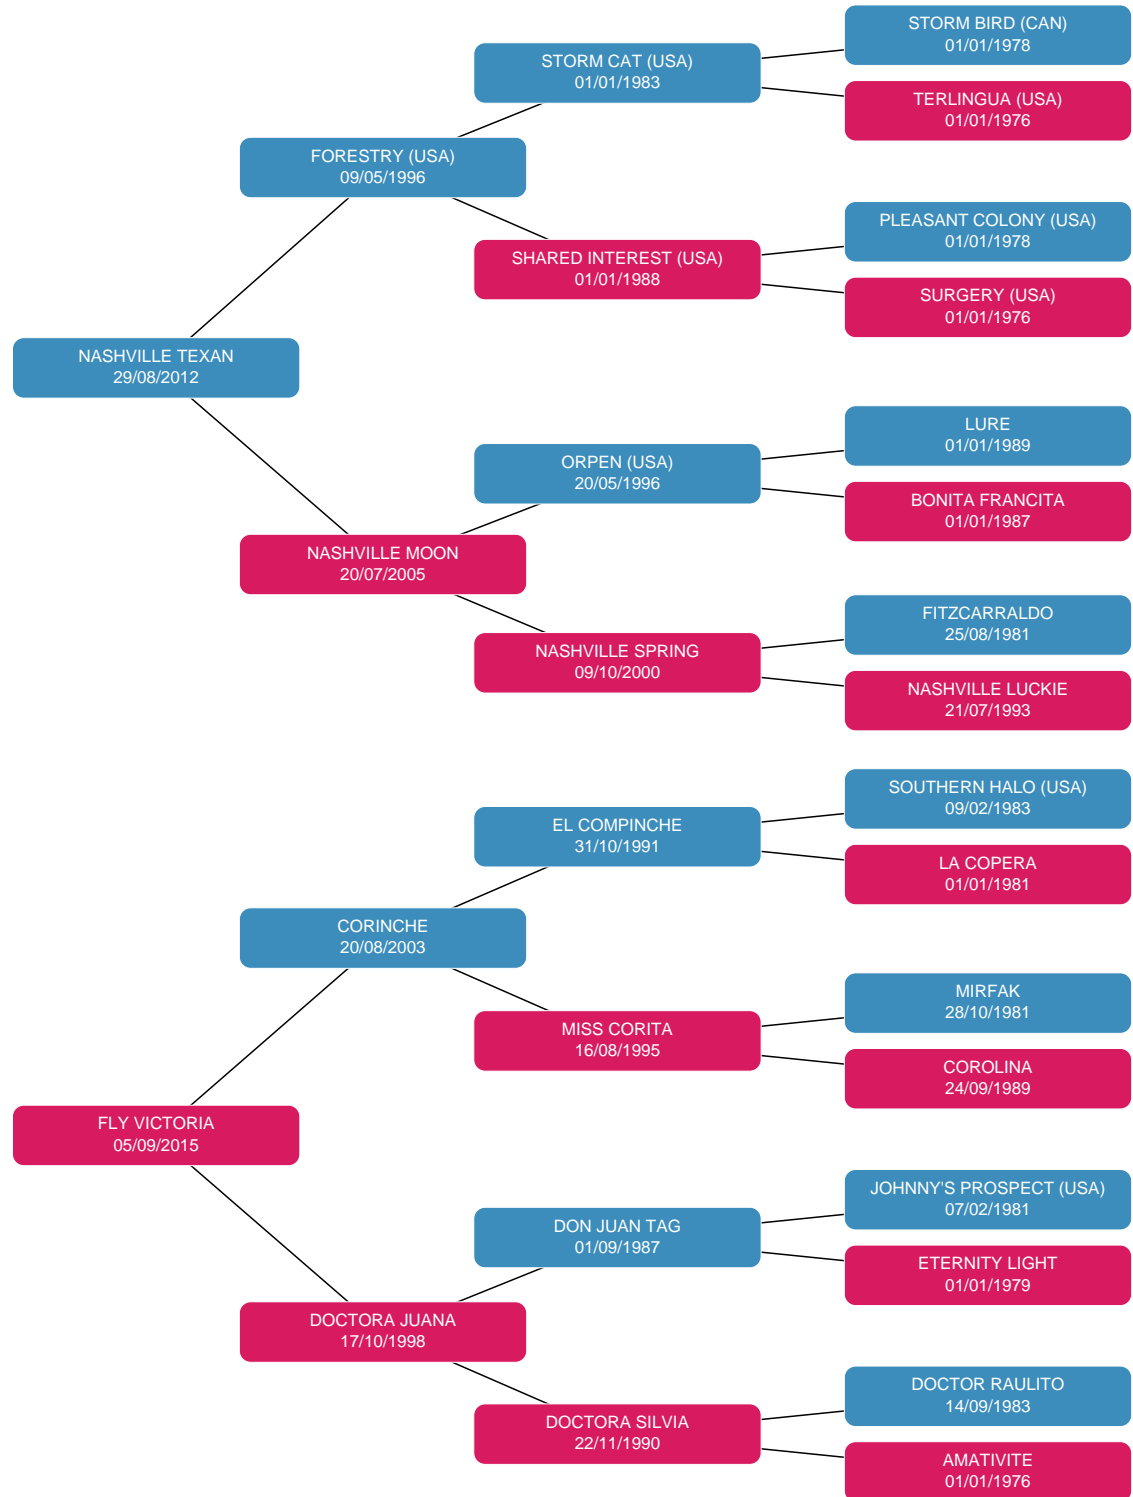 STORM BIRD (CAN)
01/01/1978
STORM CAT (USA)
01/01/1983
TERLINGUA (USA)
01/01/1976
FORESTRY (USA)
09/05/1996
PLEASANT COLONY (USA)
01/01/1978
SHARED INTEREST (USA)
01/01/1988
SURGERY (USA)
01/01/1976
NASHVILLE TEXAN
29/08/2012
LURE
01/01/1989
ORPEN (USA)
20/05/1996
BONITA FRANCITA
01/01/1987
NASHVILLE MOON
20/07/2005
FITZCARRALDO
25/08/1981
NASHVILLE SPRING
09/10/2000
NASHVILLE LUCKIE
21/07/1993
SOUTHERN HALO (USA)
09/02/1983
EL COMPINCHE
31/10/1991
LA COPERA
01/01/1981
CORINCHE
20/08/2003
MIRFAK
28/10/1981
MISS CORITA
16/08/1995
COROLINA
24/09/1989
FLY VICTORIA
05/09/2015
JOHNNY'S PROSPECT (USA)
07/02/1981
DON JUAN TAG
01/09/1987
ETERNITY LIGHT
01/01/1979
DOCTORA JUANA
17/10/1998
DOCTOR RAULITO
14/09/1983
DOCTORA SILVIA
22/11/1990
AMATIVITE
01/01/1976